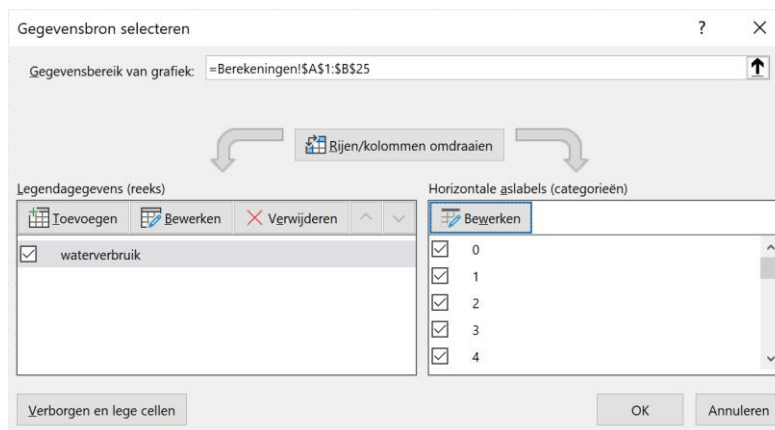 Gegevensbron selecteren ? ×
Gegevensbereik van grafiek: =Berekeningen!$A$1:$B$25
Rijen/kolommen omdraaien
Legendagegevens (reeks)
Toevoegen Bewerken Verwijderen
waterverbruik
Horizontale aslabels (categorieën)
Bewerken
0
1
2
3
4
Verborgen en lege cellen
OK Annuleren